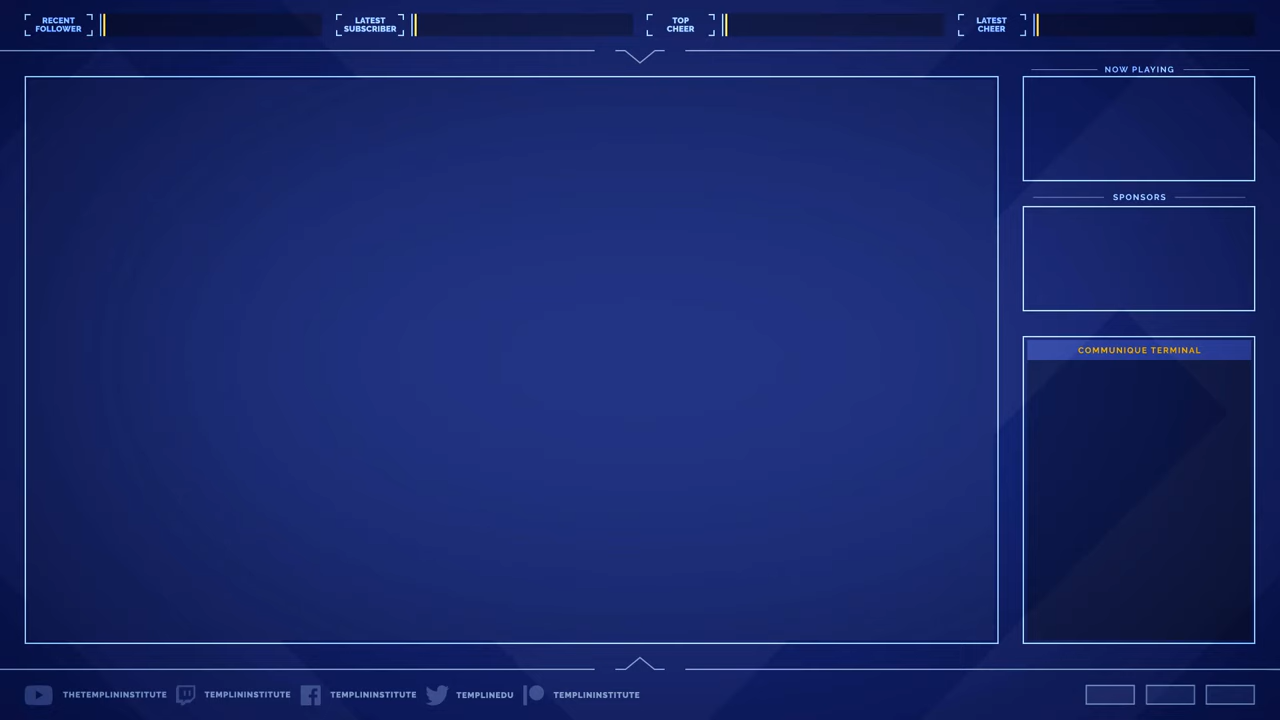 RECENT
FOLLOWER
LATEST
SUBSCRIBER
TOP
CHEER
LATEST
CHEER
NOW PLAYING
SPONSORS
COMMUNIQUE TERMINAL
THETEMPLININSTITUTE
TEMPLININSTITUTE
TEMPLININSTITUTE
TEMPLINEDU
TEMPLININSTITUTE